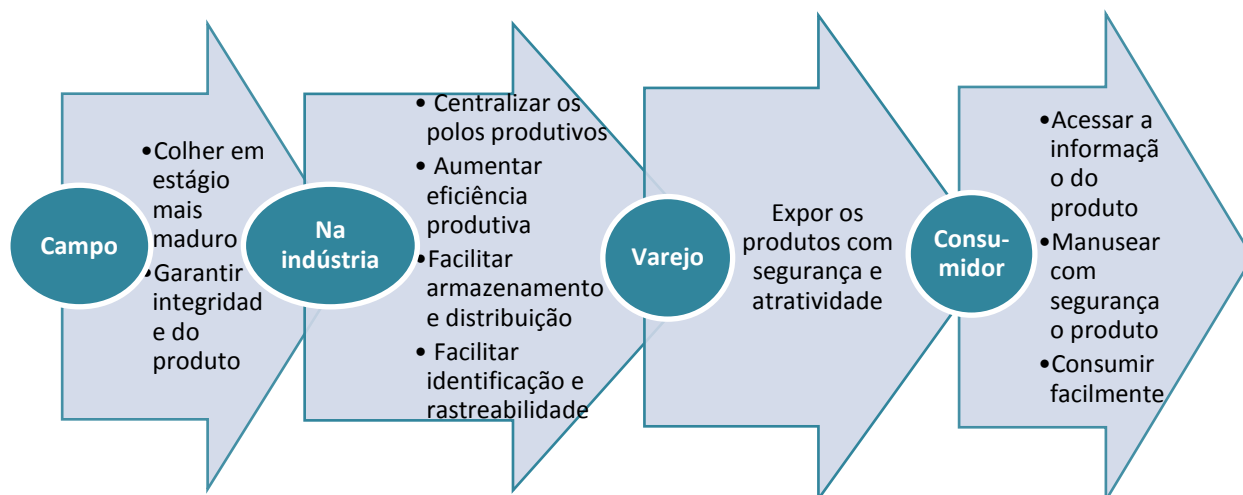 Campo
•Colher em
estágio
mais
maduro
•Garantir
integridad
e do
produto
Na
indústria
• Centralizar os
polos produtivos
• Aumentar
eficiência
produtiva
• Facilitar
armazenamento
e distribuição
• Facilitar
identificação e
rastreabilidade
Varejo
Expor os
produtos com
segurança e
atratividade
Consu-
midor
•Acessar a
informaçã
o do
produto
•Manusear
com
segurança
o produto
•Consumir
facilmente